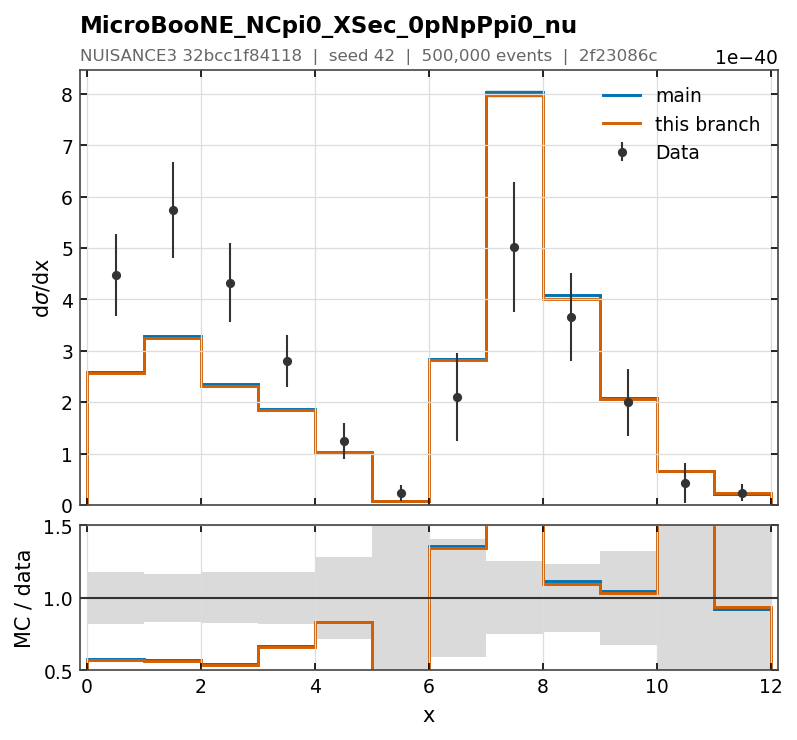 MicroBooNE_NCpi0_XSec_0pNpPpi0_nu
NUISANCE3 32bcc1f84118 | seed 42 | 500,000 events | 2f23086c
1e−40
main
this branch
Data
dσ/dx
8
7
6
5
4
3
2
1
0
MC / data
1.5
1.0
0.5
0 2 4 6 8 10 12
x